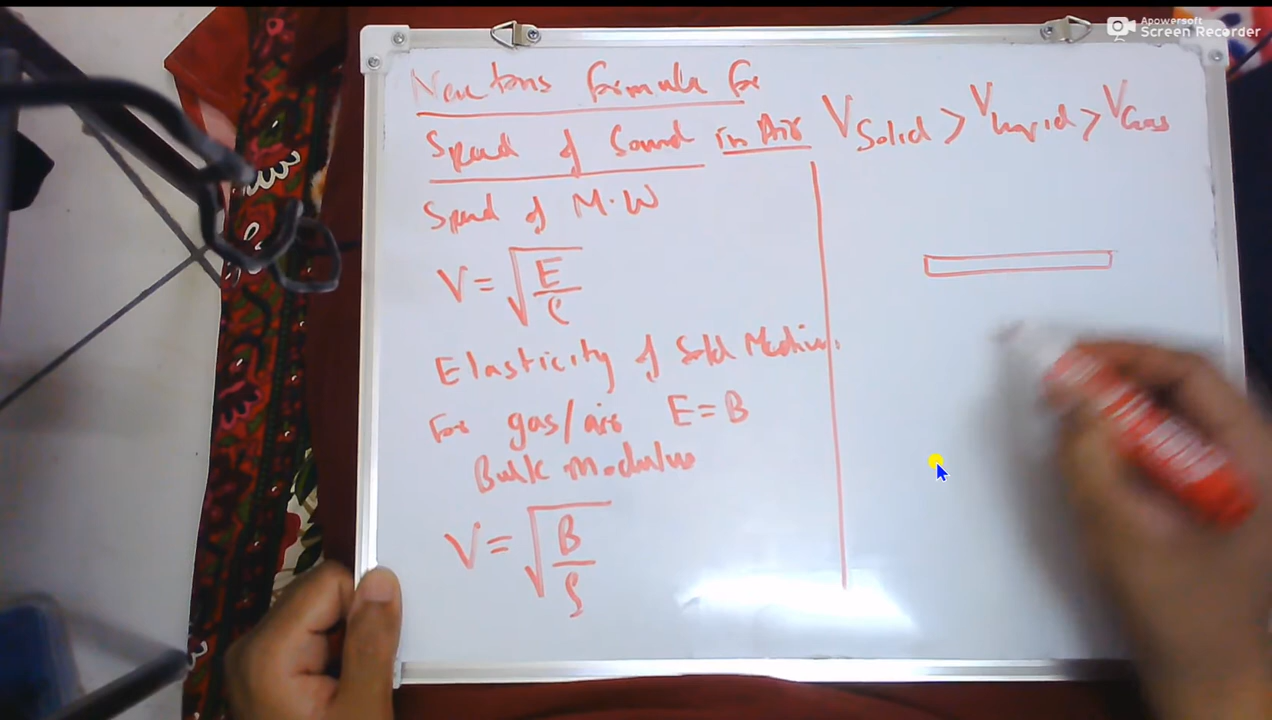 Newtons formula for
Speed of Sound in Air
Speed of M.W
V = √E/ρ
Elasticity of Solid Medium
For gas/air E = B
Bulk modulus
V = √B/ρ
V Solid > V Liquid > V Gas
Apowersoft
Screen Recorder